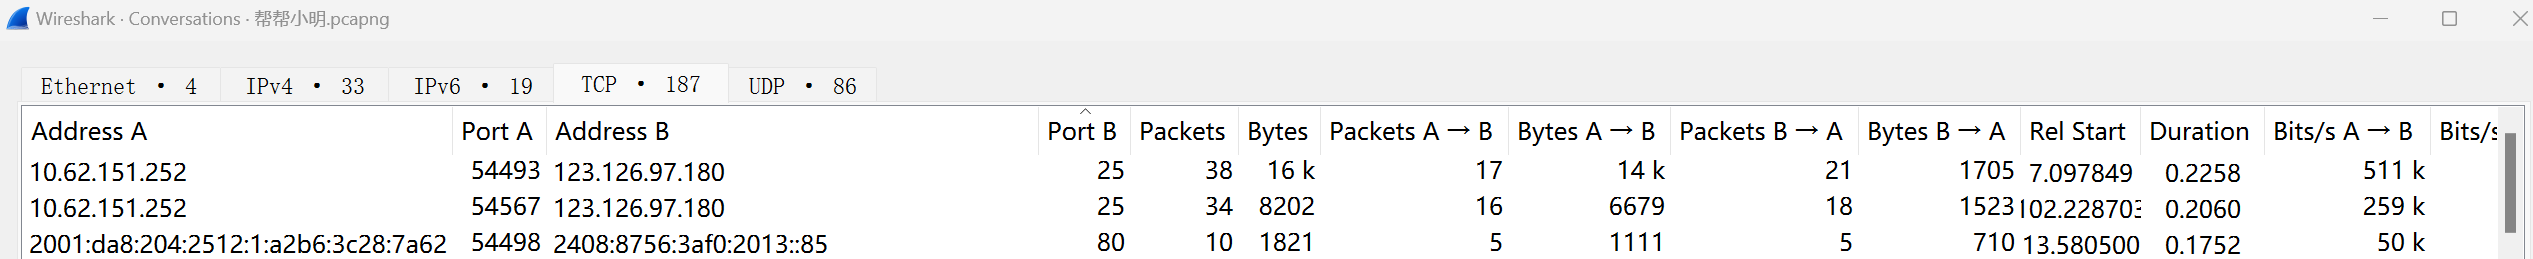 Wireshark · Conversations · 帮帮小明.pcapng
Ethernet · 4 IPv4 · 33 IPv6 · 19 TCP · 187 UDP · 86
Address A Port A Address B Port B Packets Bytes Packets A → B Bytes A → B Packets B → A Bytes B → A Rel Start Duration Bits/s A → B Bits/s
10.62.151.252 54493 123.126.97.180 25 38 16 k 17 14 k 21 1705 7.097849 0.2258 511 k
10.62.151.252 54567 123.126.97.180 25 34 8202 16 6679 18 1523 102.228703 0.2060 259 k
2001:da8:204:2512:1:a2b6:3c28:7a62 54498 2408:8756:3af0:2013::85 80 10 1821 5 1111 5 710 13.580500 0.1752 50 k